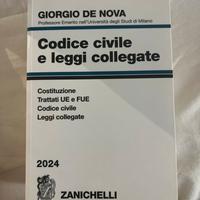 GIORGIO DE NOVA
Professore Emerito nell'Università degli Studi di Milano
Codice civile
e leggi collegate
Costituzione
Trattati UE e FUE
Codice civile
Leggi collegate
2024
ZANICHELLI